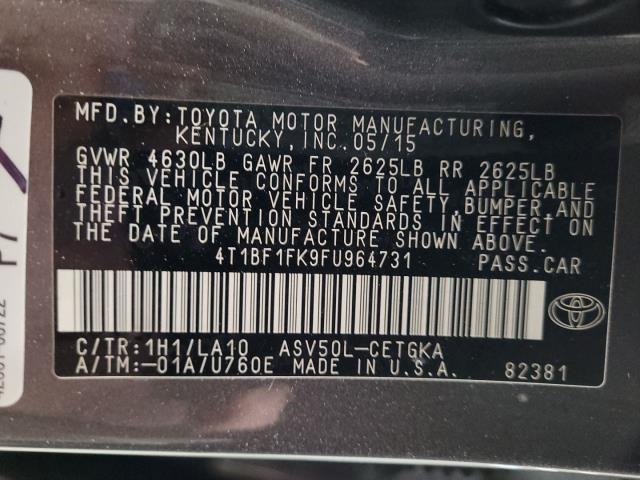 MFD. BY: TOYOTA MOTOR MANUFACTURING,
KENTUCKY, INC. 05/15
GVWR 4630LB GAWR FR 2625LB RR 2625LB
THIS VEHICLE CONFORMS TO ALL APPLICABLE
FEDERAL MOTOR VEHICLE SAFETY, BUMPER, AND
THEFT PREVENTION STANDARDS IN EFFECT ON
THE DATE OF MANUFACTURE SHOWN ABOVE.
4T1BF1FK9FU964731 PASS. CAR
TOYOTA
C/TR: 1H1/LA10 ASV50L-CETGKA
A/TM: -01A/U760E MADE IN U.S.A. 82381